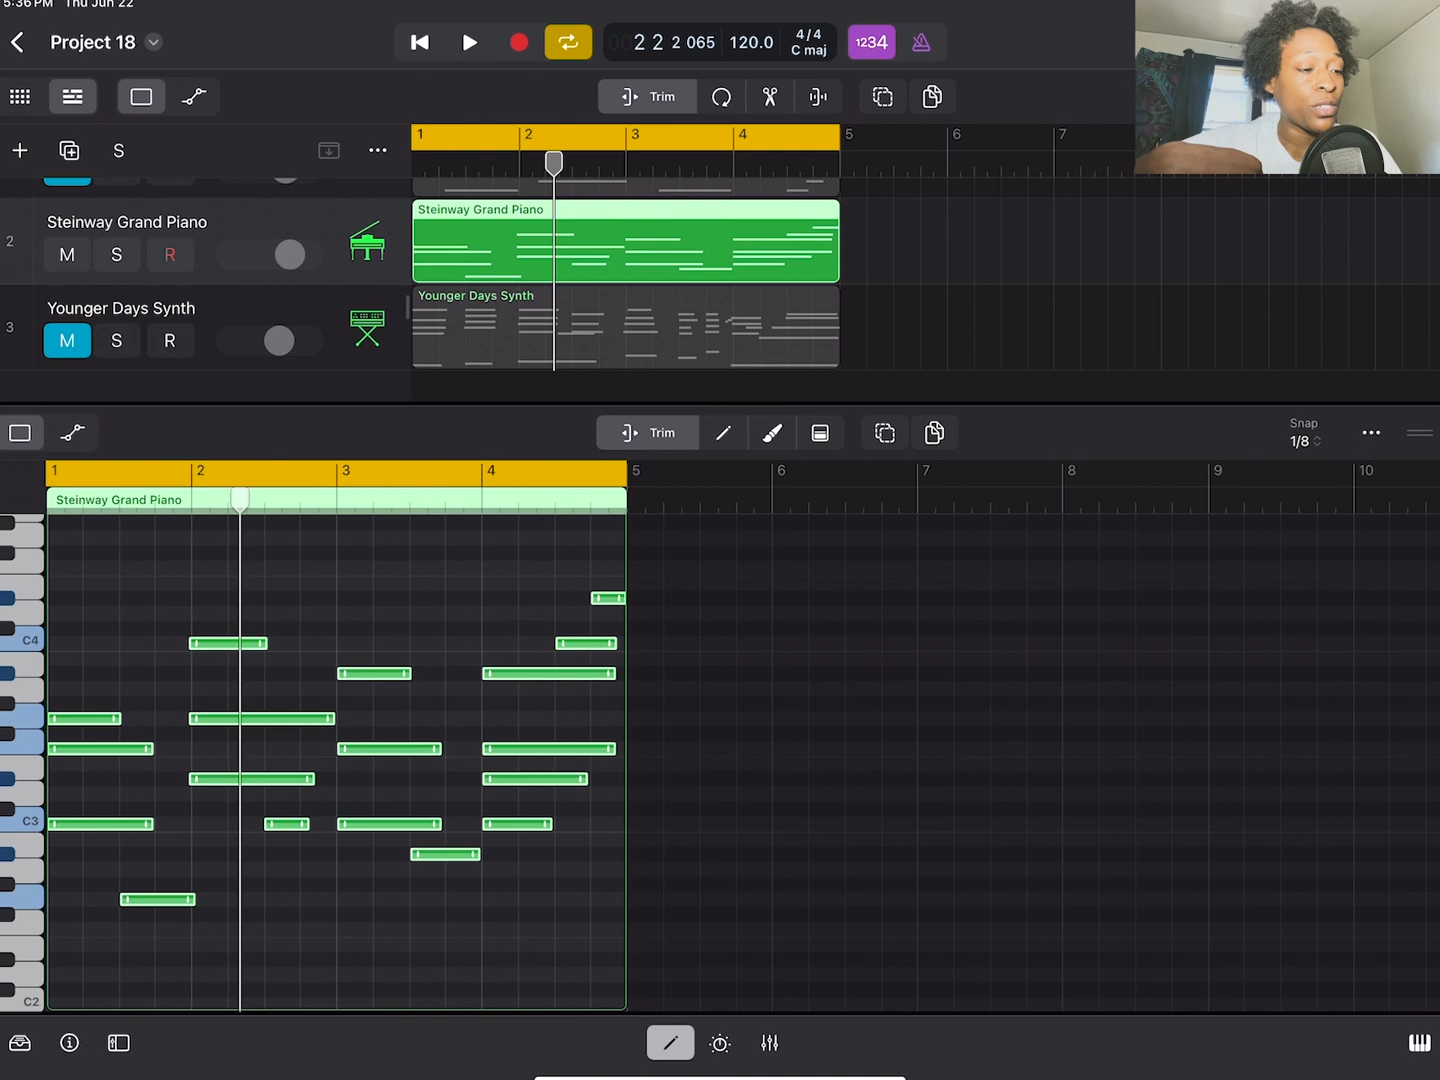 5:36 PM Thu Jun 22
Project 18
002 2 2 065 120.0 4/4 C maj
1234
Trim
S
1 2 3 4 5 6 7
2
Steinway Grand Piano
M S R
Steinway Grand Piano
3
Younger Days Synth
M S R
Younger Days Synth
Trim
Snap
1/8
1 2 3 4 5 6 7 8 9 10
Steinway Grand Piano
C4
C3
C2